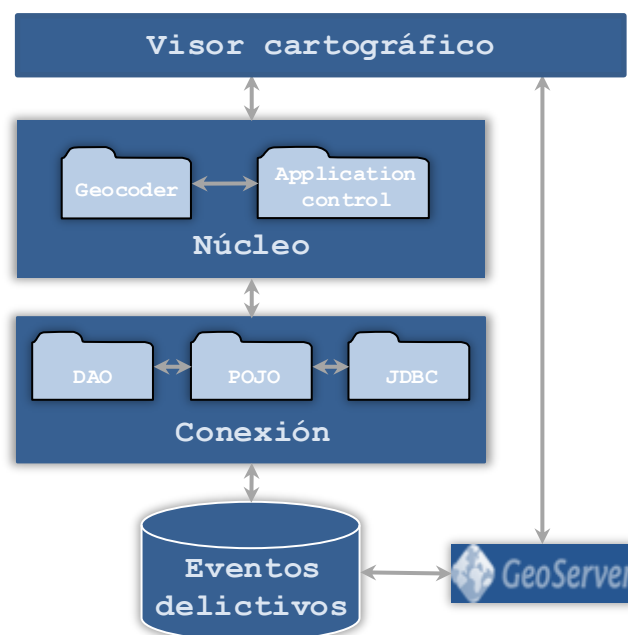 Visor cartográfico
Geocoder
Application
control
Núcleo
DAO
POJO
JDBC
Conexión
Eventos
delictivos
GeoServer